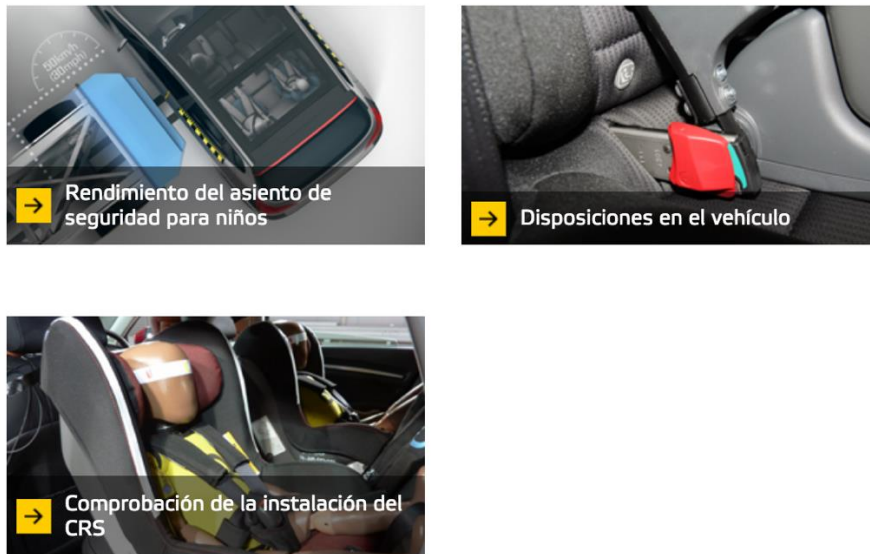 50km/h
(30mph)
Rendimiento del asiento de
seguridad para niños
Disposiciones en el vehículo
Comprobación de la instalación del
CRS